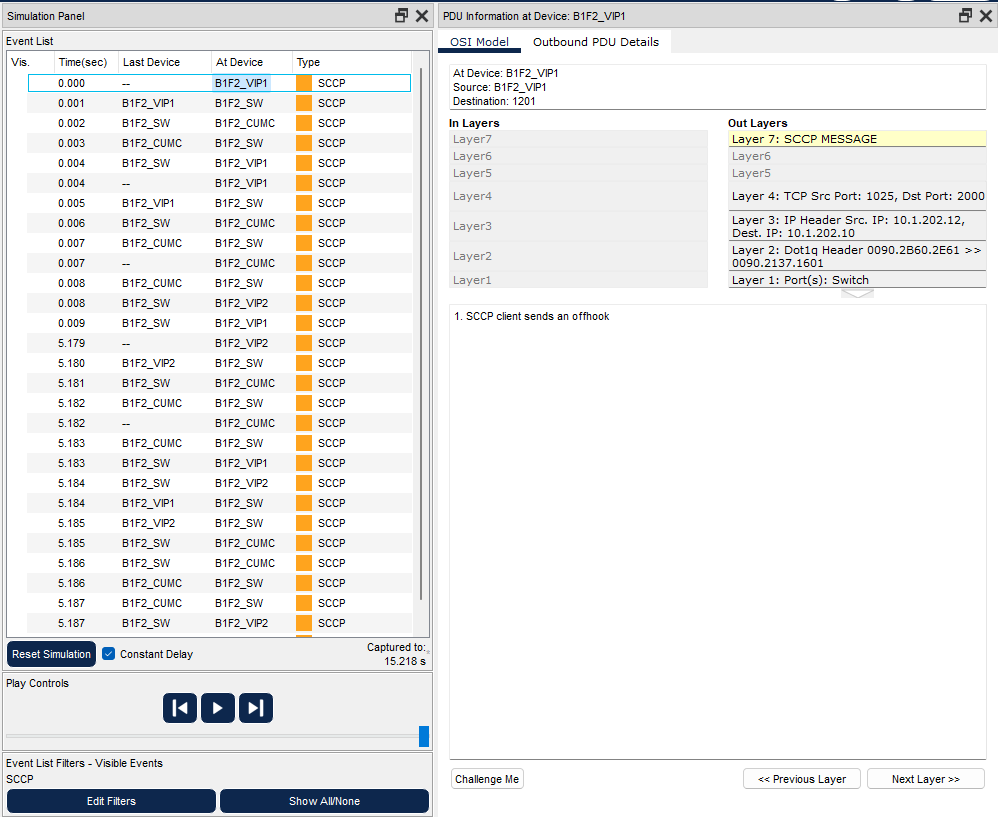 Simulation Panel
Event List
Vis. Time(sec) Last Device At Device Type
0.000 -- B1F2_VIP1 SCCP
0.001 B1F2_VIP1 B1F2_SW SCCP
0.002 B1F2_SW B1F2_CUMC SCCP
0.003 B1F2_CUMC B1F2_SW SCCP
0.004 B1F2_SW B1F2_VIP1 SCCP
0.004 -- B1F2_VIP1 SCCP
0.005 B1F2_VIP1 B1F2_SW SCCP
0.006 B1F2_SW B1F2_CUMC SCCP
0.007 B1F2_CUMC B1F2_SW SCCP
0.007 -- B1F2_CUMC SCCP
0.008 B1F2_CUMC B1F2_SW SCCP
0.008 B1F2_SW B1F2_VIP2 SCCP
0.009 B1F2_SW B1F2_VIP1 SCCP
5.179 -- B1F2_VIP2 SCCP
5.180 B1F2_VIP2 B1F2_SW SCCP
5.181 B1F2_SW B1F2_CUMC SCCP
5.182 B1F2_CUMC B1F2_SW SCCP
5.182 -- B1F2_CUMC SCCP
5.183 B1F2_CUMC B1F2_SW SCCP
5.183 B1F2_SW B1F2_VIP1 SCCP
5.184 B1F2_SW B1F2_VIP2 SCCP
5.184 B1F2_VIP1 B1F2_SW SCCP
5.185 B1F2_VIP2 B1F2_SW SCCP
5.185 B1F2_SW B1F2_CUMC SCCP
5.186 B1F2_SW B1F2_CUMC SCCP
5.186 B1F2_CUMC B1F2_SW SCCP
5.187 B1F2_CUMC B1F2_SW SCCP
5.187 B1F2_SW B1F2_VIP2 SCCP
Reset Simulation Constant Delay
Captured to:
15.218 s
Play Controls
Event List Filters - Visible Events
SCCP
Edit Filters Show All/None
PDU Information at Device: B1F2_VIP1
OSI Model Outbound PDU Details
At Device: B1F2_VIP1
Source: B1F2_VIP1
Destination: 1201
In Layers
Layer7
Layer6
Layer5
Layer4
Layer3
Layer2
Layer1
Out Layers
Layer 7: SCCP MESSAGE
Layer6
Layer5
Layer 4: TCP Src Port: 1025, Dst Port: 2000
Layer 3: IP Header Src. IP: 10.1.202.12,
Dest. IP: 10.1.202.10
Layer 2: Dot1q Header 0090.2B60.2E61 >>
0090.2137.1601
Layer 1: Port(s): Switch
1. SCCP client sends an offhook
Challenge Me << Previous Layer Next Layer >>